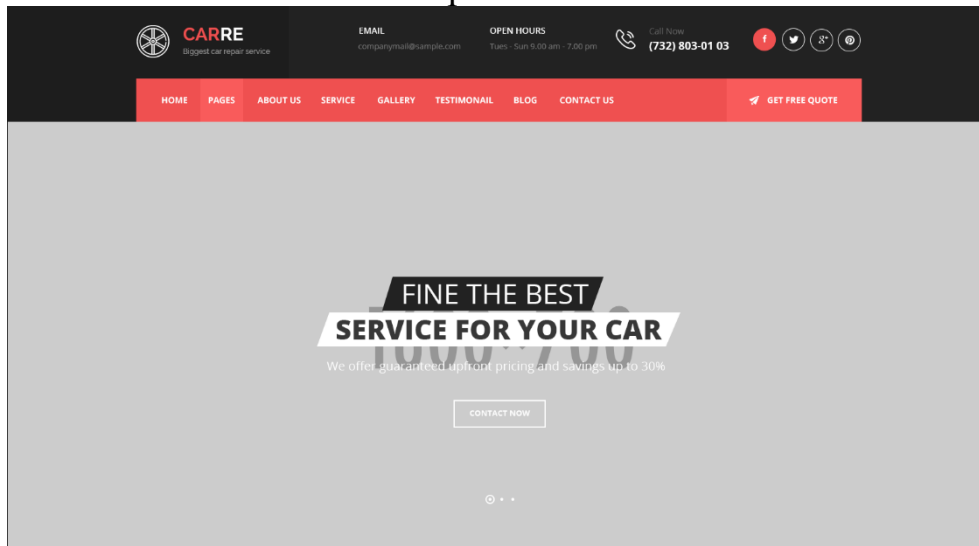 CARRE
Biggest car repair service
EMAIL
companymail@sample.com
OPEN HOURS
Tues - Sun 9.00 am - 7.00 pm
Call Now
(732) 803-01 03
HOME PAGES ABOUT US SERVICE GALLERY TESTIMONAIL BLOG CONTACT US GET FREE QUOTE
FINE THE BEST
SERVICE FOR YOUR CAR
We offer guaranteed upfront pricing and savings up to 30%
CONTACT NOW